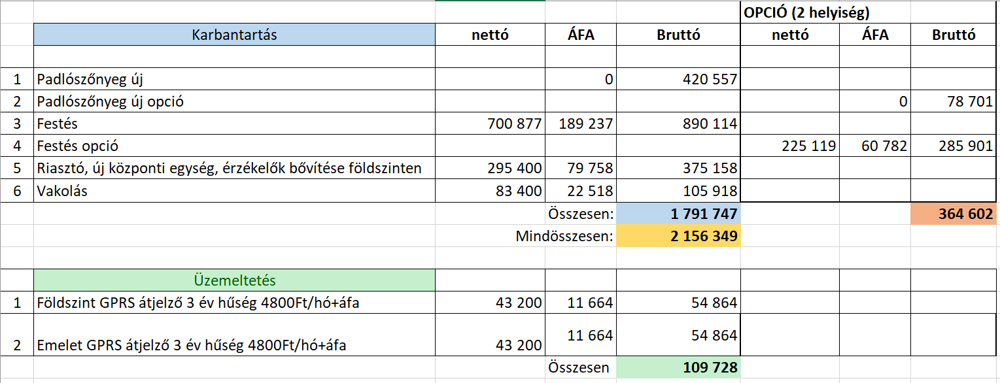 OPCIÓ (2 helyiség)
Karbantartás nettó ÁFA Bruttó nettó ÁFA Bruttó
1 Padlószőnyeg új 0 420 557
2 Padlószőnyeg új opció 0 78 701
3 Festés 700 877 189 237 890 114
4 Festés opció 225 119 60 782 285 901
5 Riasztó, új központi egység, érzékelők bővítése földszinten 295 400 79 758 375 158
6 Vakolás 83 400 22 518 105 918
Összesen: 1 791 747 364 602
Mindösszesen: 2 156 349
Üzemeltetés
1 Földszint GPRS átjelző 3 év hűség 4800Ft/hó+áfa 43 200 11 664 54 864
2 Emelet GPRS átjelző 3 év hűség 4800Ft/hó+áfa 43 200 11 664 54 864
Összesen 109 728